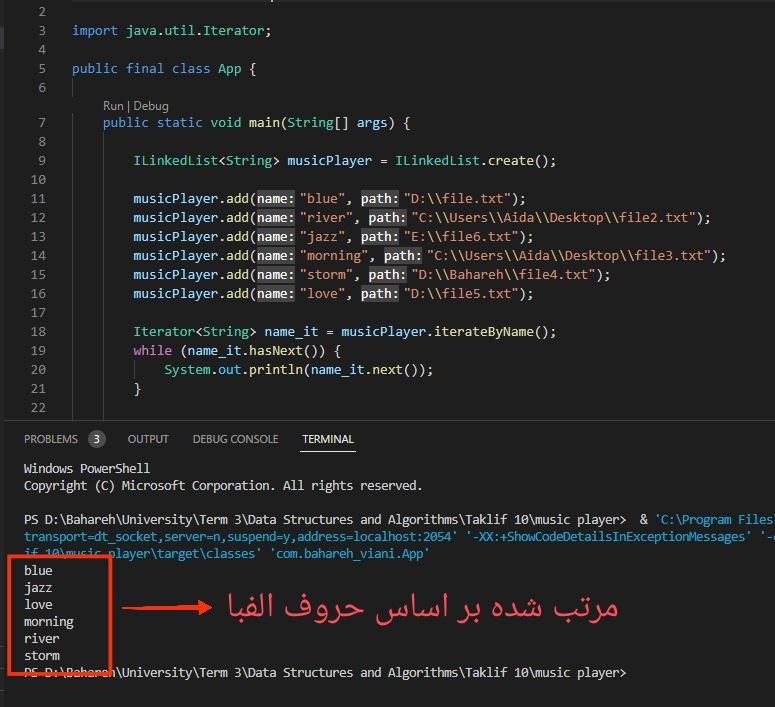 2
3 import java.util.Iterator;
4
5 public final class App {
6
Run | Debug
7 public static void main(String[] args) {
8
9 ILinkedList<String> musicPlayer = ILinkedList.create();
10
11 musicPlayer.add(name: "blue", path: "D:\\file.txt");
12 musicPlayer.add(name: "river", path: "C:\\Users\\Aida\\Desktop\\file2.txt");
13 musicPlayer.add(name: "jazz", path: "E:\\file6.txt");
14 musicPlayer.add(name: "morning", path: "C:\\Users\\Aida\\Desktop\\file3.txt");
15 musicPlayer.add(name: "storm", path: "D:\\Bahareh\\file4.txt");
16 musicPlayer.add(name: "love", path: "D:\\file5.txt");
17
18 Iterator<String> name_it = musicPlayer.iterateByName();
19 while (name_it.hasNext()) {
20 System.out.println(name_it.next());
21 }
22
PROBLEMS 3 OUTPUT DEBUG CONSOLE TERMINAL
Windows PowerShell
Copyright (C) Microsoft Corporation. All rights reserved.
PS D:\Bahareh\University\Term 3\Data Structures and Algorithms\Taklif 10\music player> & 'C:\Program Files\
transport=dt_socket,server=n,suspend=y,address=localhost:2054' '-XX:+ShowCodeDetailsInExceptionMessages' '-c
if 10\music player\target\classes' 'com.bahareh_viani.App'
blue
jazz
love
morning
river
storm
مرتب شده بر اساس حروف الفبا
PS D:\Bahareh\University\Term 3\Data Structures and Algorithms\Taklif 10\music player>